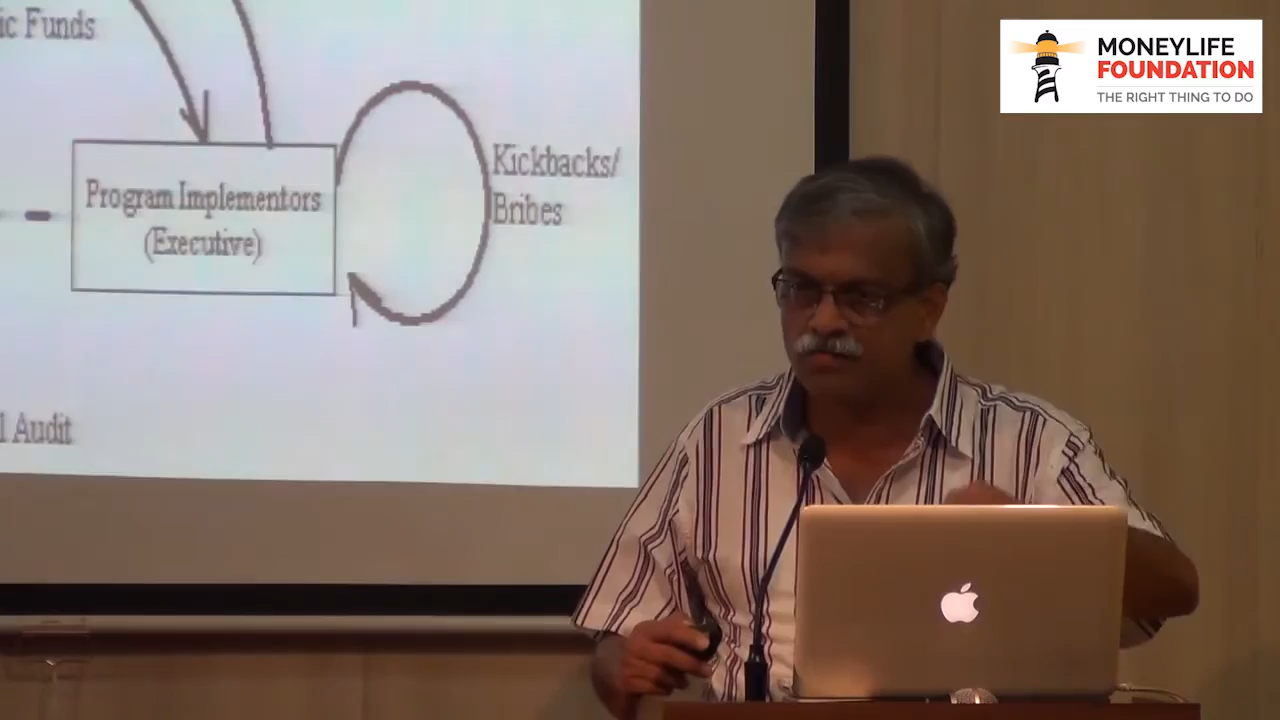 ic Funds
Program Implementors
(Executive)
Kickbacks/
Bribes
l Audit
MONEYLIFE
FOUNDATION
THE RIGHT THING TO DO